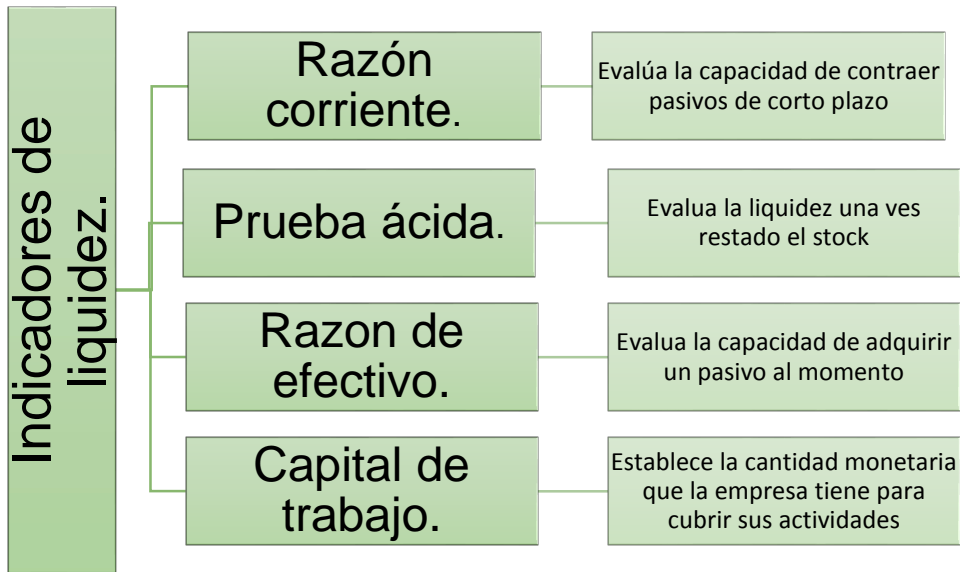 Indicadores de
liquidez.
Razón
corriente.
Evalúa la capacidad de contraer
pasivos de corto plazo
Prueba ácida.
Evalua la liquidez una ves
restado el stock
Razon de
efectivo.
Evalua la capacidad de adquirir
un pasivo al momento
Capital de
trabajo.
Establece la cantidad monetaria
que la empresa tiene para
cubrir sus actividades